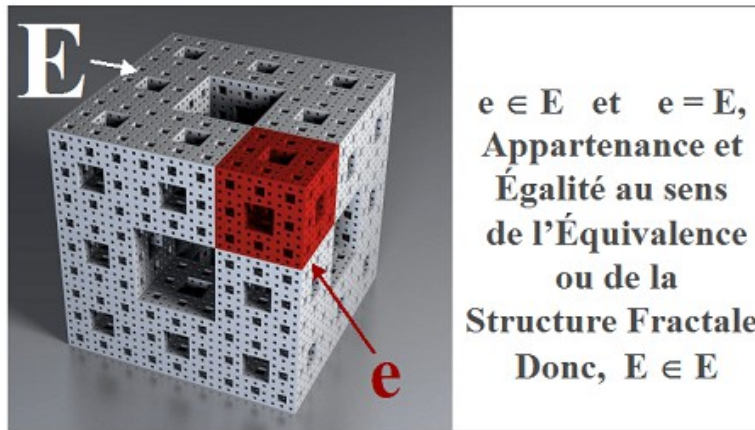 E
e
e ∈ E et e = E,
Appartenance et
Égalité au sens
de l’Équivalence
ou de la
Structure Fractale
Donc, E ∈ E